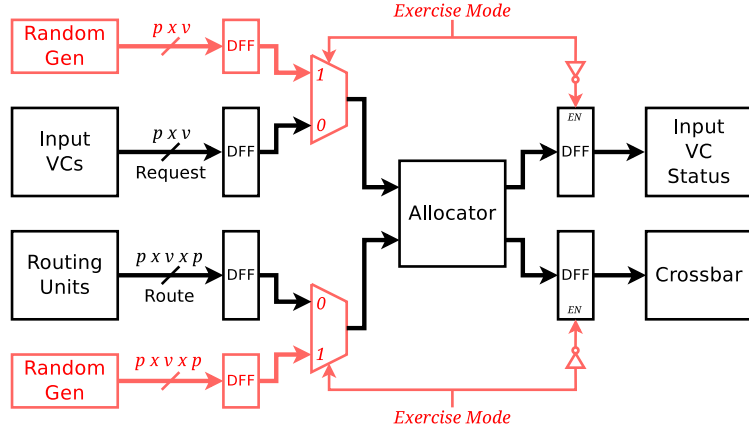 Exercise Mode
Random
Gen
p x v
DFF
1
0
Input
VCs
p x v
Request
DFF
Allocator
EN
DFF
Input
VC
Status
Routing
Units
p x v x p
Route
DFF
0
1
DFF
EN
Crossbar
Random
Gen
p x v x p
DFF
Exercise Mode